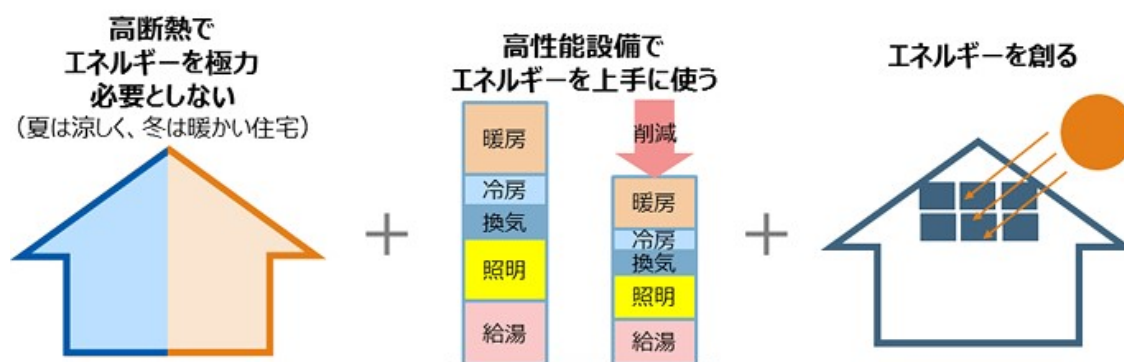 高断熱で
エネルギーを極力
必要としない
（夏は涼しく、冬は暖かい住宅）
高性能設備で
エネルギーを上手に使う
暖房
冷房
換気
照明
給湯
削減
暖房
冷房
換気
照明
給湯
エネルギーを創る